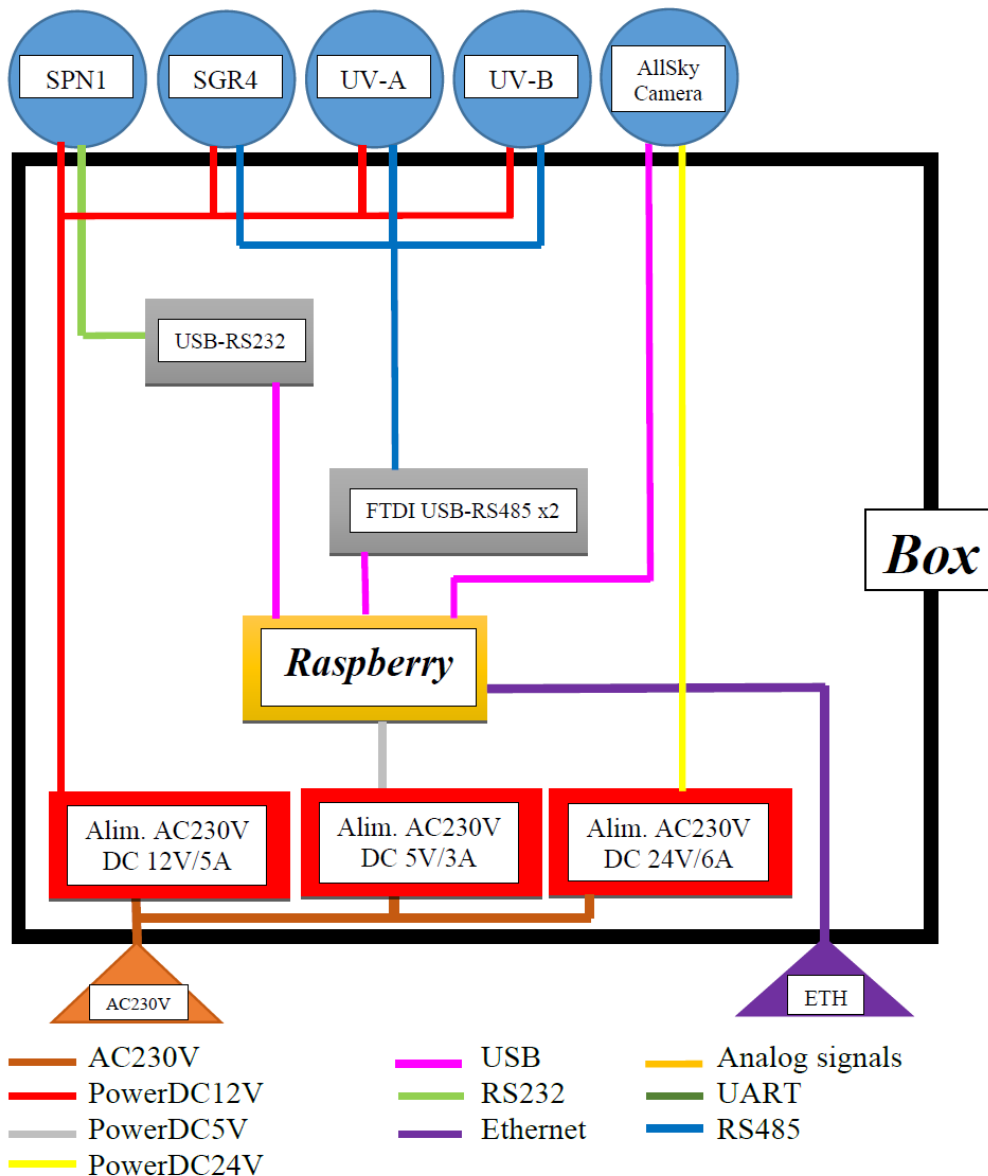 SPN1
SGR4
UV-A
UV-B
AllSky
Camera
USB-RS232
FTDI USB-RS485 x2
Box
Raspberry
Alim. AC230V
DC 12V/5A
Alim. AC230V
DC 5V/3A
Alim. AC230V
DC 24V/6A
AC230V
ETH
AC230V
PowerDC12V
PowerDC5V
PowerDC24V
USB
RS232
Ethernet
Analog signals
UART
RS485